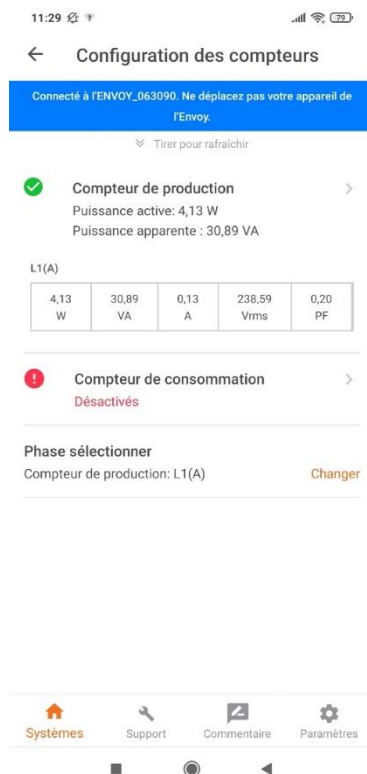 11:29
79
Configuration des compteurs
Connecté à l'ENVOY_063090. Ne déplacez pas votre appareil de
l'Envoy.
Tirer pour rafraîchir
Compteur de production
Puissance active: 4,13 W
Puissance apparente : 30,89 VA
L1(A)
4,13 30,89 0,13 238,59 0,20
W VA A Vrms PF
Compteur de consommation
Désactivés
Phase sélectionner
Compteur de production: L1(A) Changer
Systèmes Support Commentaire Paramètres